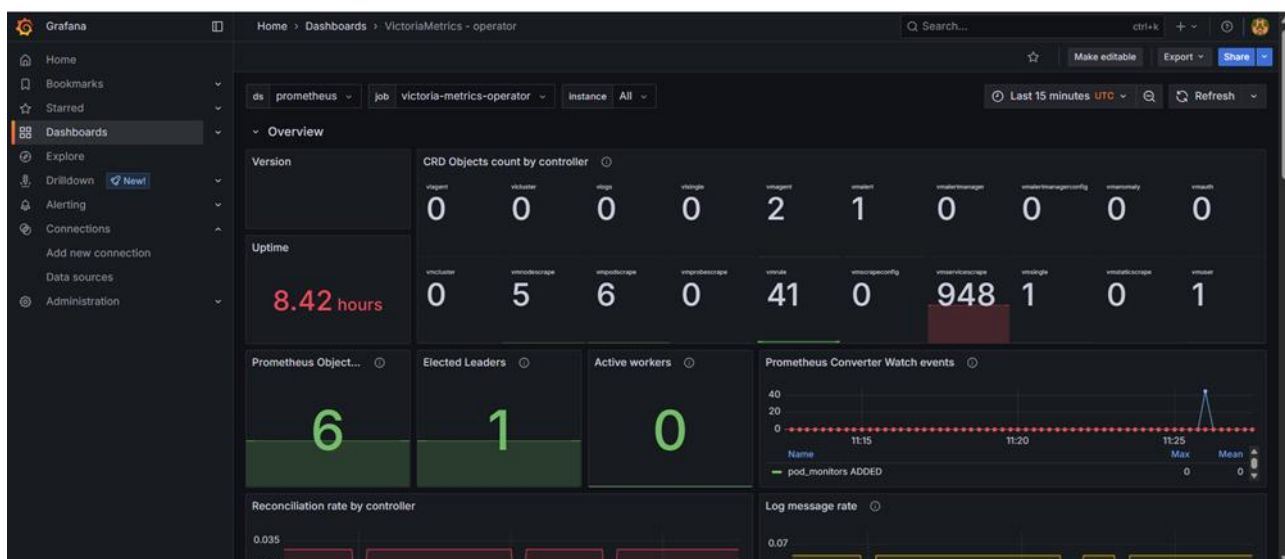 Grafana
Home › Dashboards › VictoriaMetrics - operator
Search...
ctrl+k
Home
Bookmarks
Starred
Dashboards
Explore
Drilldown New!
Alerting
Connections
Add new connection
Data sources
Administration
Make editable
Export
Share
ds prometheus
job victoria-metrics-operator
Instance All
Last 15 minutes UTC
Refresh
Overview
Version
Uptime
8.42 hours
CRD Objects count by controller
vlagent vlcluster vlogs vlsingle vmagent vmalert vmalertmanager vmalertmanagerconfig vmanomaly vmauth
0 0 0 0 2 1 0 0 0 0
vmcluster vmnodescrape vmpodscrape vmprobescrape vmrule vmscrapeconfig vmservicescrape vmsingle vmstaticscrape vmuser
0 5 6 0 41 0 948 1 0 1
Prometheus Object...
6
Elected Leaders
1
Active workers
0
Prometheus Converter Watch events
40
20
0
11:15 11:20 11:25
Name Max Mean
pod_monitors ADDED 0 0
Reconciliation rate by controller
0.035
Log message rate
0.07